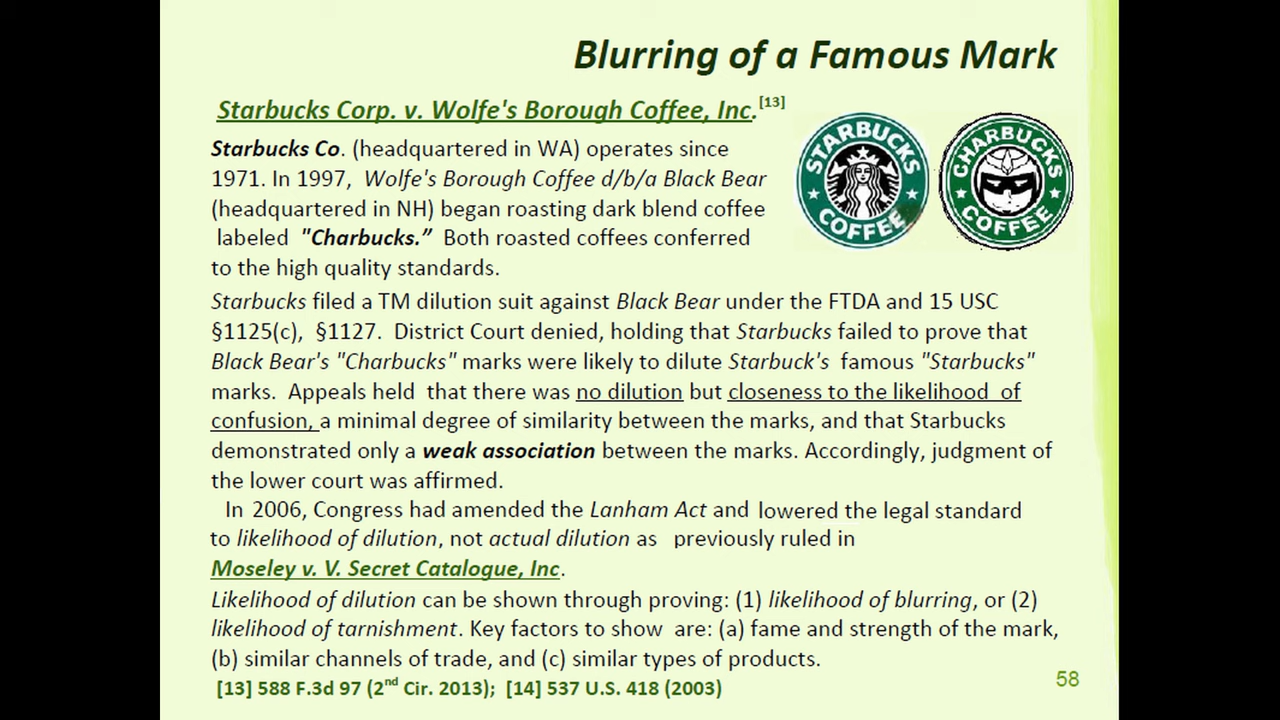 Blurring of a Famous Mark
Starbucks Corp. v. Wolfe's Borough Coffee, Inc.[13]
STARBUCKS
COFFEE
CHARBUCKS
COFFEE
Starbucks Co. (headquartered in WA) operates since
1971. In 1997, Wolfe's Borough Coffee d/b/a Black Bear
(headquartered in NH) began roasting dark blend coffee
labeled "Charbucks.” Both roasted coffees conferred
to the high quality standards.
Starbucks filed a TM dilution suit against Black Bear under the FTDA and 15 USC
§1125(c), §1127. District Court denied, holding that Starbucks failed to prove that
Black Bear's "Charbucks" marks were likely to dilute Starbuck's famous "Starbucks"
marks. Appeals held that there was no dilution but closeness to the likelihood of
confusion, a minimal degree of similarity between the marks, and that Starbucks
demonstrated only a weak association between the marks. Accordingly, judgment of
the lower court was affirmed.
In 2006, Congress had amended the Lanham Act and lowered the legal standard
to likelihood of dilution, not actual dilution as previously ruled in
Moseley v. V. Secret Catalogue, Inc.
Likelihood of dilution can be shown through proving: (1) likelihood of blurring, or (2)
likelihood of tarnishment. Key factors to show are: (a) fame and strength of the mark,
(b) similar channels of trade, and (c) similar types of products.
[13] 588 F.3d 97 (2nd Cir. 2013); [14] 537 U.S. 418 (2003)
58